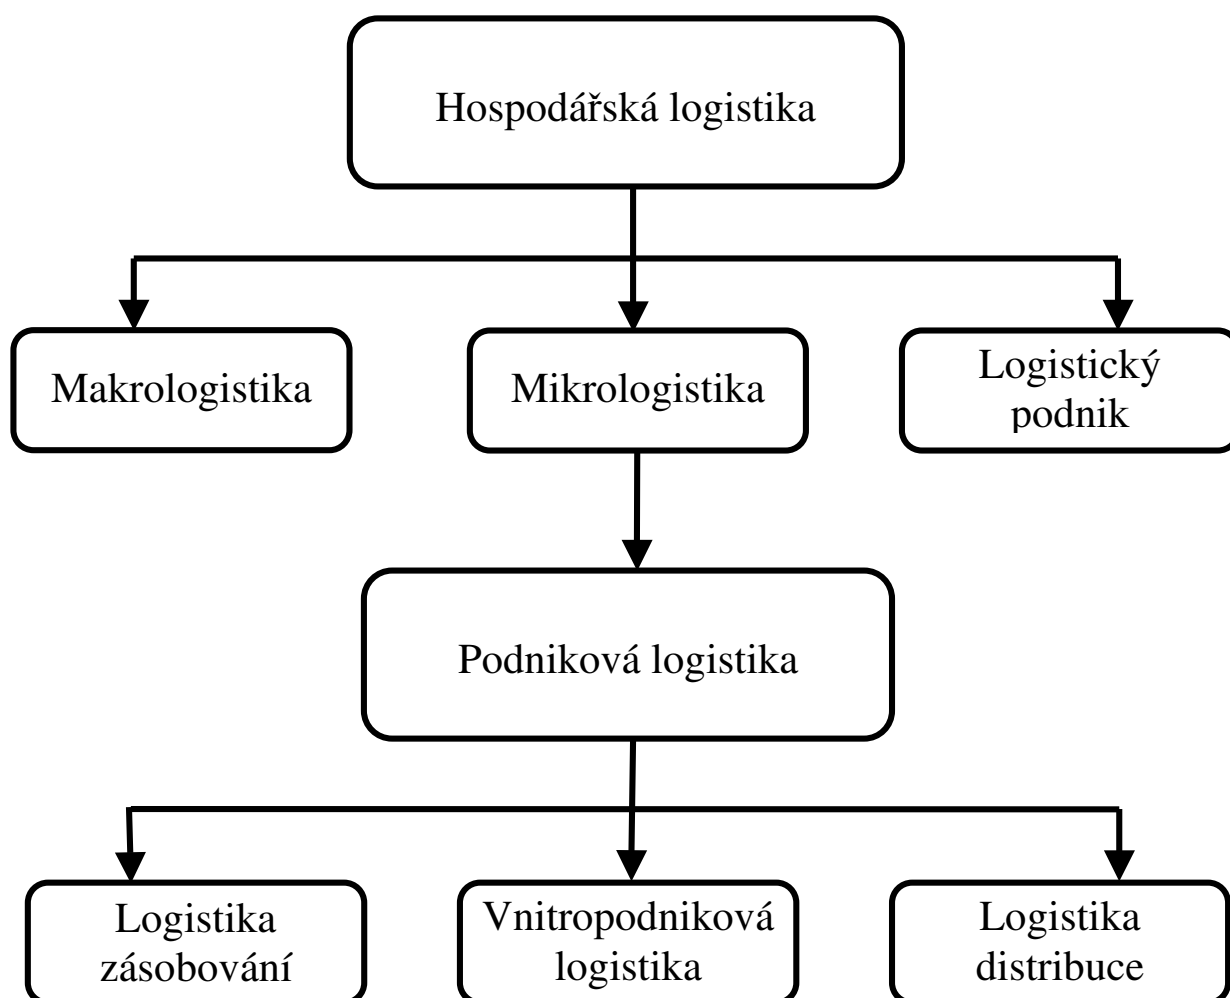 Hospodářská logistika
Makrologistika
Mikrologistika
Logistický
podnik
Podniková logistika
Logistika
zásobování
Vnitropodniková
logistika
Logistika
distribuce